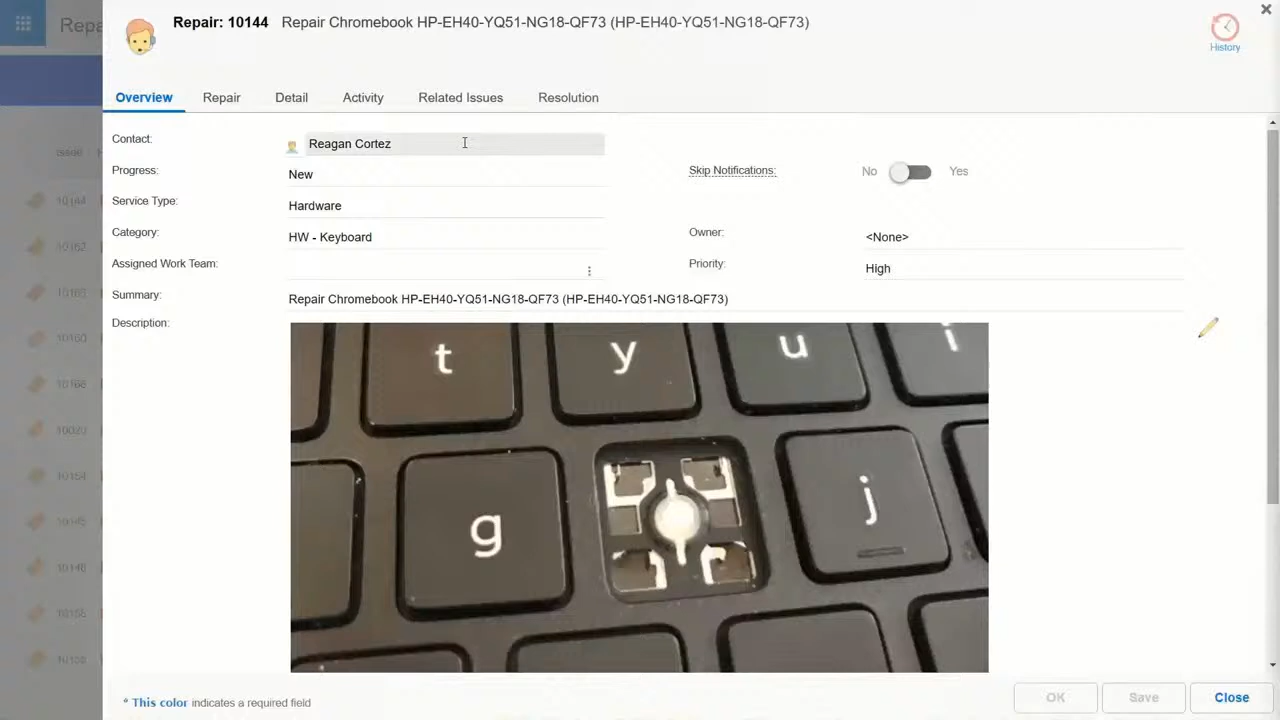 Repa
Repair: 10144 Repair Chromebook HP-EH40-YQ51-NG18-QF73 (HP-EH40-YQ51-NG18-QF73)
History
Overview Repair Detail Activity Related Issues Resolution
Contact: Reagan Cortez
Progress: New Skip Notifications: No Yes
Service Type: Hardware
Category: HW - Keyboard Owner: <None>
Assigned Work Team: Priority: High
Summary: Repair Chromebook HP-EH40-YQ51-NG18-QF73 (HP-EH40-YQ51-NG18-QF73)
Description:
t y u i
g j
10144
* This color indicates a required field
OK Save Close